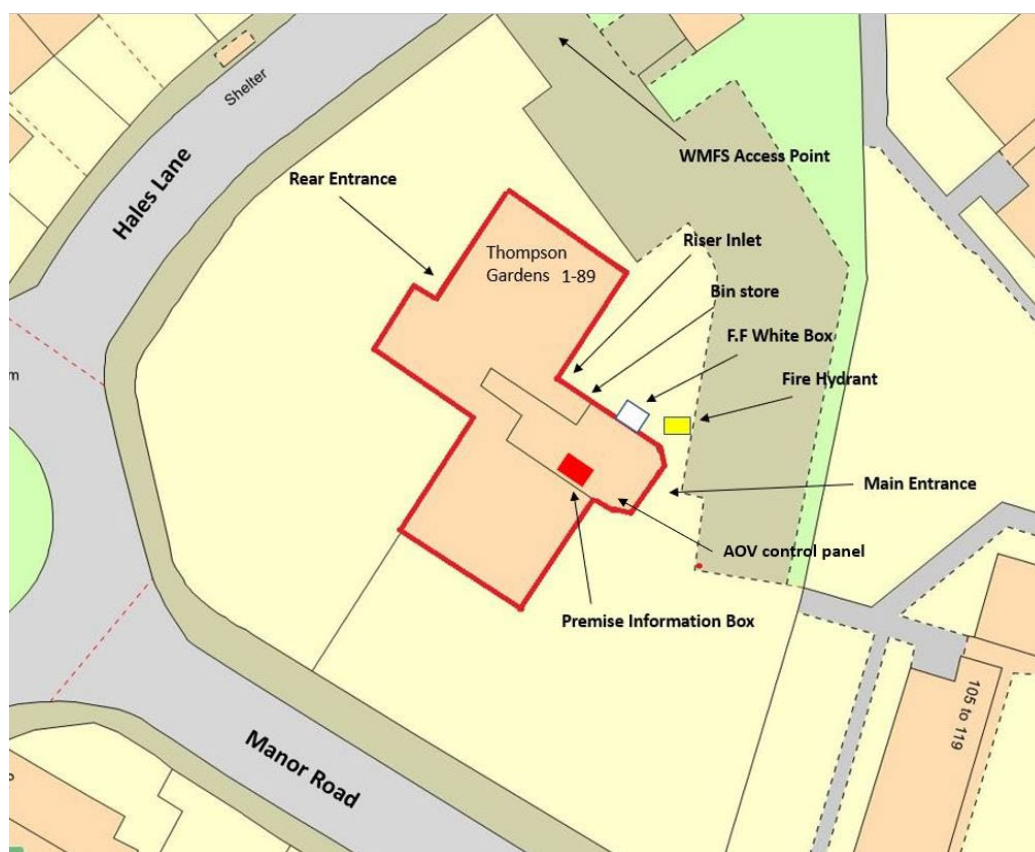 Shelter
Hales Lane
WMFS Access Point
Rear Entrance
Thompson
Gardens 1-89
Riser Inlet
Bin store
F.F White Box
Fire Hydrant
Main Entrance
AOV control panel
Premise Information Box
Manor Road
105 to 119
m